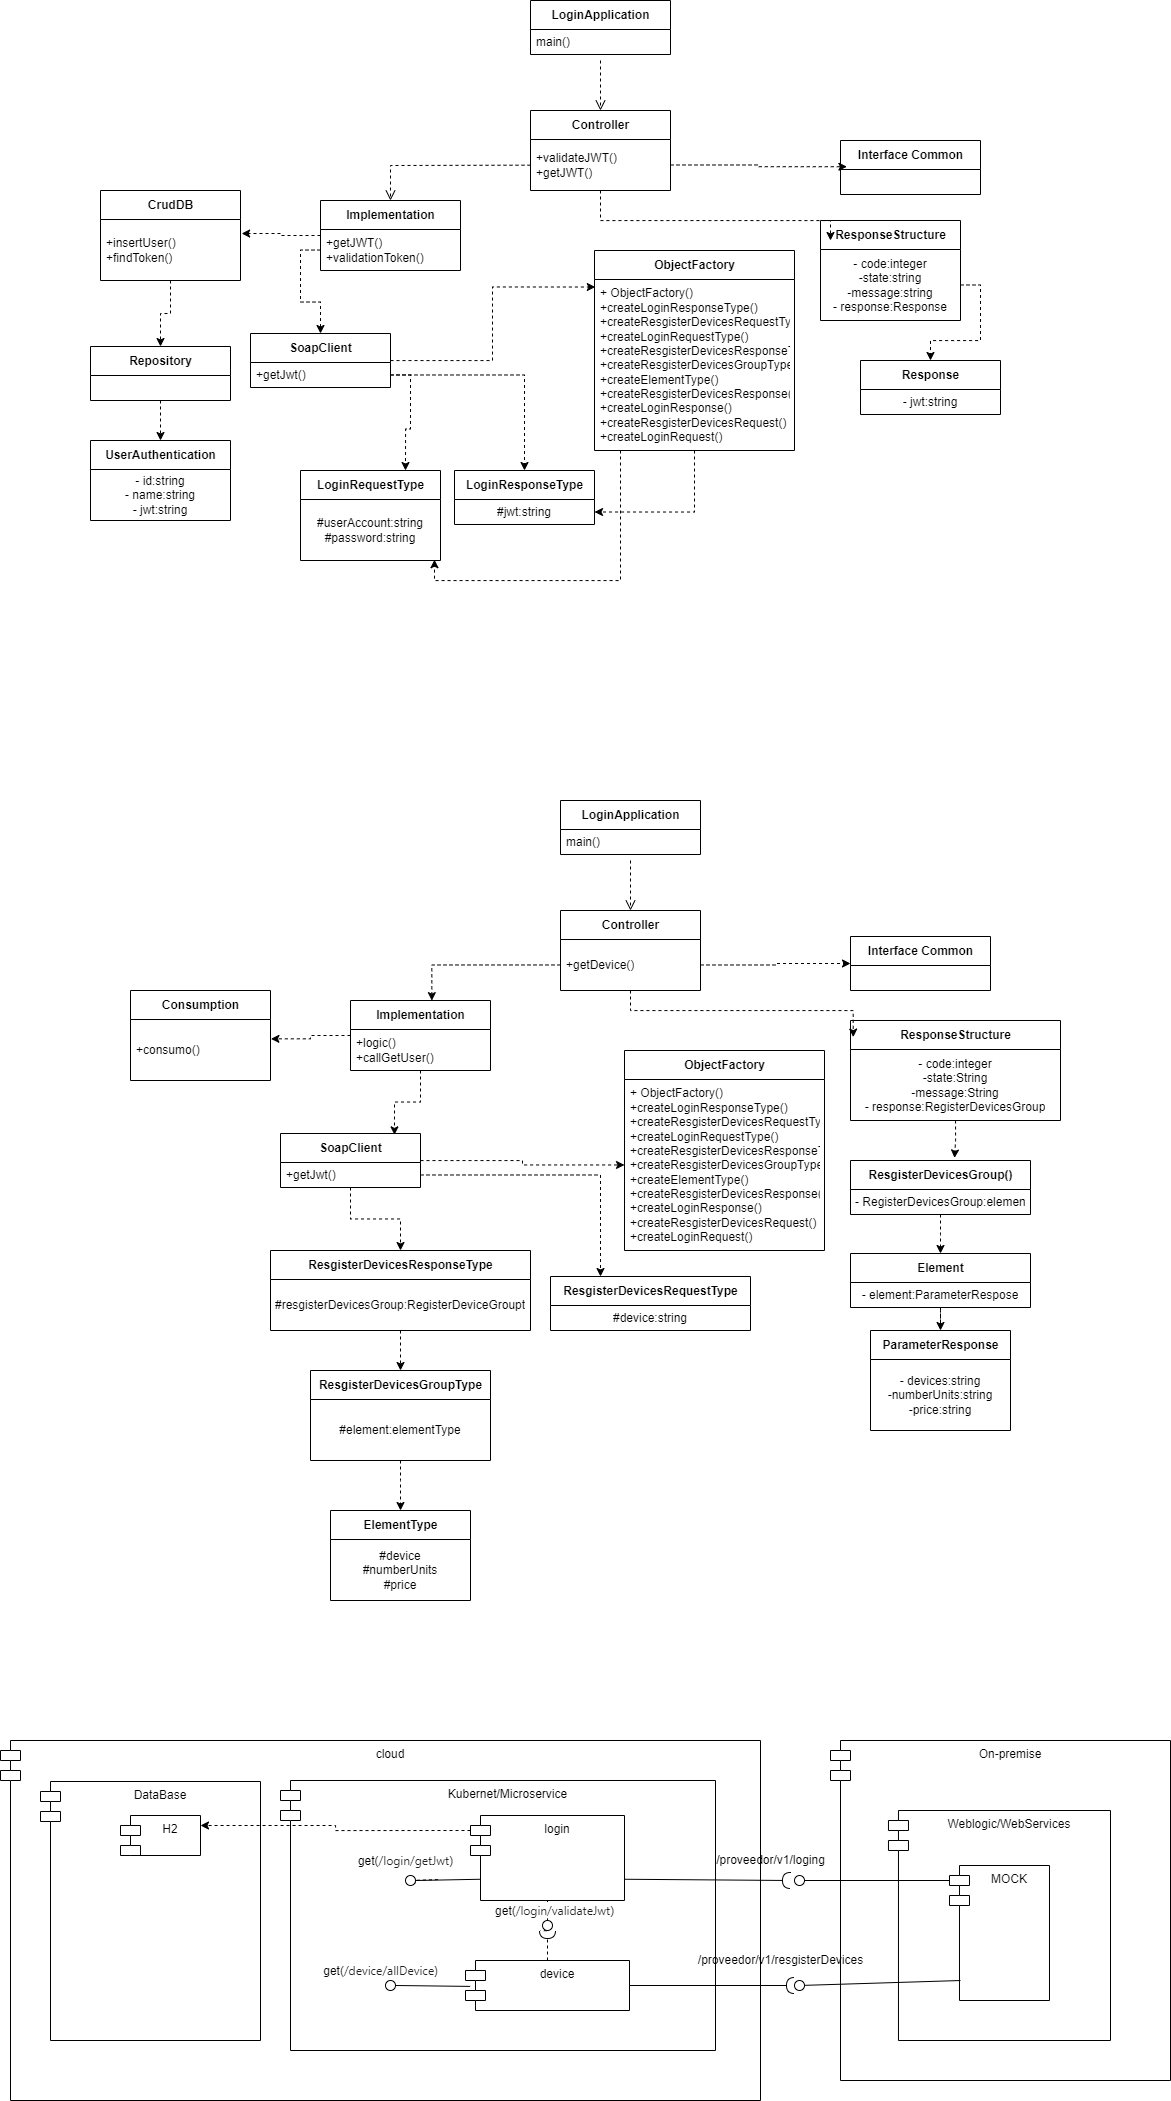 LoginApplication
main()
Controller
+validateJWT()
+getJWT()
Interface Common
CrudDB
+insertUser()
+findToken()
Implementation
+getJWT()
+validationToken()
ResponseStructure
- code:integer
-state:string
-message:string
- response:Response
ObjectFactory
+ ObjectFactory()
+createLoginResponseType()
+createResgisterDevicesRequestTy
+createLoginRequestType()
+createResgisterDevicesResponse
+createResgisterDevicesGroupType
+createElementType()
+createResgisterDevicesResponse(
+createLoginResponse()
+createResgisterDevicesRequest()
+createLoginRequest()
SoapClient
+getJwt()
Repository
Response
- jwt:string
UserAuthentication
- id:string
- name:string
- jwt:string
LoginRequestType
#userAccount:string
#password:string
LoginResponseType
#jwt:string
LoginApplication
main()
Controller
+getDevice()
Interface Common
Consumption
+consumo()
Implementation
+logic()
+callGetUser()
ResponseStructure
- code:integer
-state:String
-message:String
- response:RegisterDevicesGroup
ObjectFactory
+ ObjectFactory()
+createLoginResponseType()
+createResgisterDevicesRequestTy
+createLoginRequestType()
+createResgisterDevicesResponse
+createResgisterDevicesGroupType
+createElementType()
+createResgisterDevicesResponse(
+createLoginResponse()
+createResgisterDevicesRequest()
+createLoginRequest()
SoapClient
+getJwt()
ResgisterDevicesGroup()
- RegisterDevicesGroup:elemen
ResgisterDevicesResponseType
#resgisterDevicesGroup:RegisterDeviceGroupt
ResgisterDevicesRequestType
#device:string
Element
- element:ParameterRespose
ParameterResponse
- devices:string
-numberUnits:string
-price:string
ResgisterDevicesGroupType
#element:elementType
ElementType
#device
#numberUnits
#price
cloud
On-premise
DataBase
H2
Kubernet/Microservice
login
get(/login/getJwt)
get(/login/validateJwt)
device
get(/device/allDevice)
/proveedor/v1/loging
/proveedor/v1/resgisterDevices
Weblogic/WebServices
MOCK